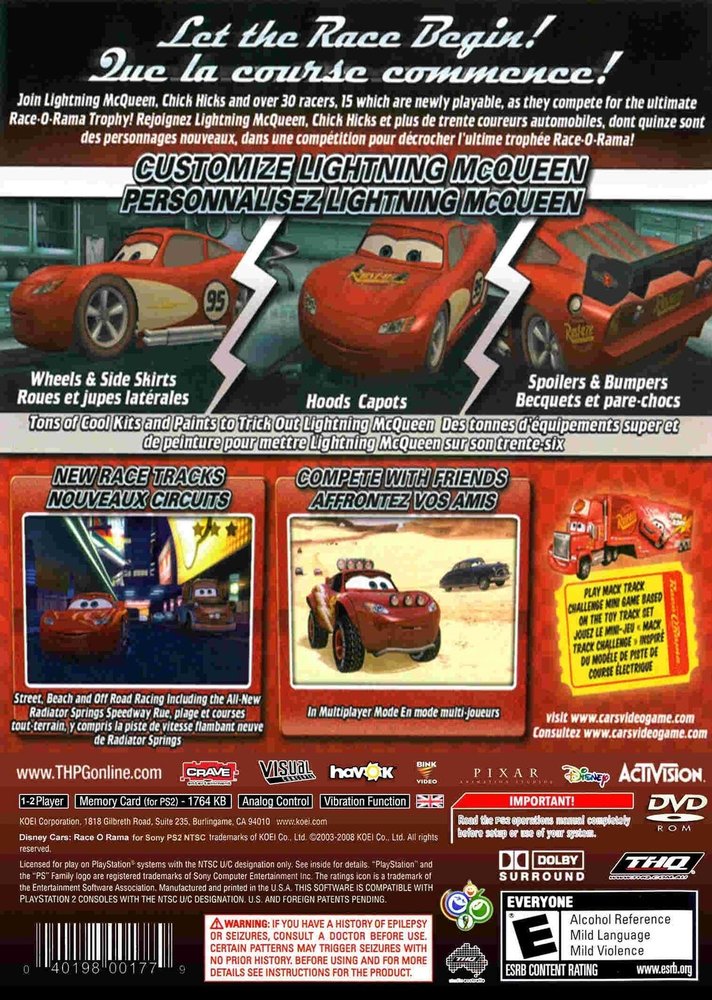 Let the Race Begin!
Que la course commence!
Join Lightning McQueen, Chick Hicks and over 30 racers, 15 which are newly playable, as they compete for the ultimate
Race-O-Rama Trophy! Rejoignez Lightning McQueen, Chick Hicks et plus de trente coureurs automobiles, dont quinze sont
des personnages nouveaux, dans une compétition pour décrocher l'ultime trophée Race-O-Rama!
CUSTOMIZE LIGHTNING McQUEEN
PERSONNALISEZ LIGHTNING McQUEEN
95
95
Wheels & Side Skirts
Roues et jupes latérales
Hoods Capots
Spoilers & Bumpers
Becquets et pare-chocs
Tons of Cool Kits and Paints to Trick Out Lightning McQueen Des tonnes d'équipements super et
de peinture pour mettre Lightning McQueen sur son trente-six
NEW RACE TRACKS
NOUVEAUX CIRCUITS
COMPETE WITH FRIENDS
AFFRONTEZ VOS AMIS
PLAY MACK TRACK
CHALLENGE MINI GAME BASED
ON THE TOY TRACK SET
JOUEZ LE MINI-JEU « MACK
TRACK CHALLENGE » INSPIRÉ
DU MODÈLE DE PISTE DE
COURSE ÉLECTRIQUE
Street, Beach and Off Road Racing Including the All-New
Radiator Springs Speedway Rue, plage et courses
tout-terrain, y compris la piste de vitesse flambant neuve
de Radiator Springs
In Multiplayer Mode En mode multi-joueurs
visit www.carsvideogame.com
Consultez www.carsvideogame.com
www.THPGonline.com
CRAVE
VISUAL
havok
BINK
VIDEO
PIXAR
ANIMATION STUDIOS
Disney
ACTIVISION
1-2 Player
Memory Card (for PS2) - 1764 KB
Analog Control
Vibration Function
IMPORTANT!
Read the PS2 operations manual completely
before setup or use of your system.
DVD
ROM
KOEI Corporation, 1818 Gilbreth Road, Suite 235, Burlingame, CA 94010 www.koei.com
Disney Cars: Race O Rama for Sony PS2 NTSC trademarks of KOEI Co., Ltd. ©2003-2008 KOEI Co., Ltd. All rights
reserved.
Licensed for play on PlayStation® systems with the NTSC U/C designation only. See inside for details. "PlayStation" and
the "PS" Family logo are registered trademarks of Sony Computer Entertainment Inc. The ratings icon is a trademark of
the Entertainment Software Association. Manufactured and printed in the U.S.A. THIS SOFTWARE IS COMPATIBLE WITH
PLAYSTATION 2 CONSOLES WITH THE NTSC U/C DESIGNATION. U.S. AND FOREIGN PATENTS PENDING.
DOLBY
SURROUND
THQ
0 40198 00177 9
WARNING: IF YOU HAVE A HISTORY OF EPILEPSY
OR SEIZURES, CONSULT A DOCTOR BEFORE USE.
CERTAIN PATTERNS MAY TRIGGER SEIZURES WITH
NO PRIOR HISTORY. BEFORE USING AND FOR MORE
DETAILS SEE INSTRUCTIONS FOR THE PRODUCT.
THQ
studio australia
EVERYONE
E
Alcohol Reference
Mild Language
Mild Violence
ESRB CONTENT RATING
www.esrb.org